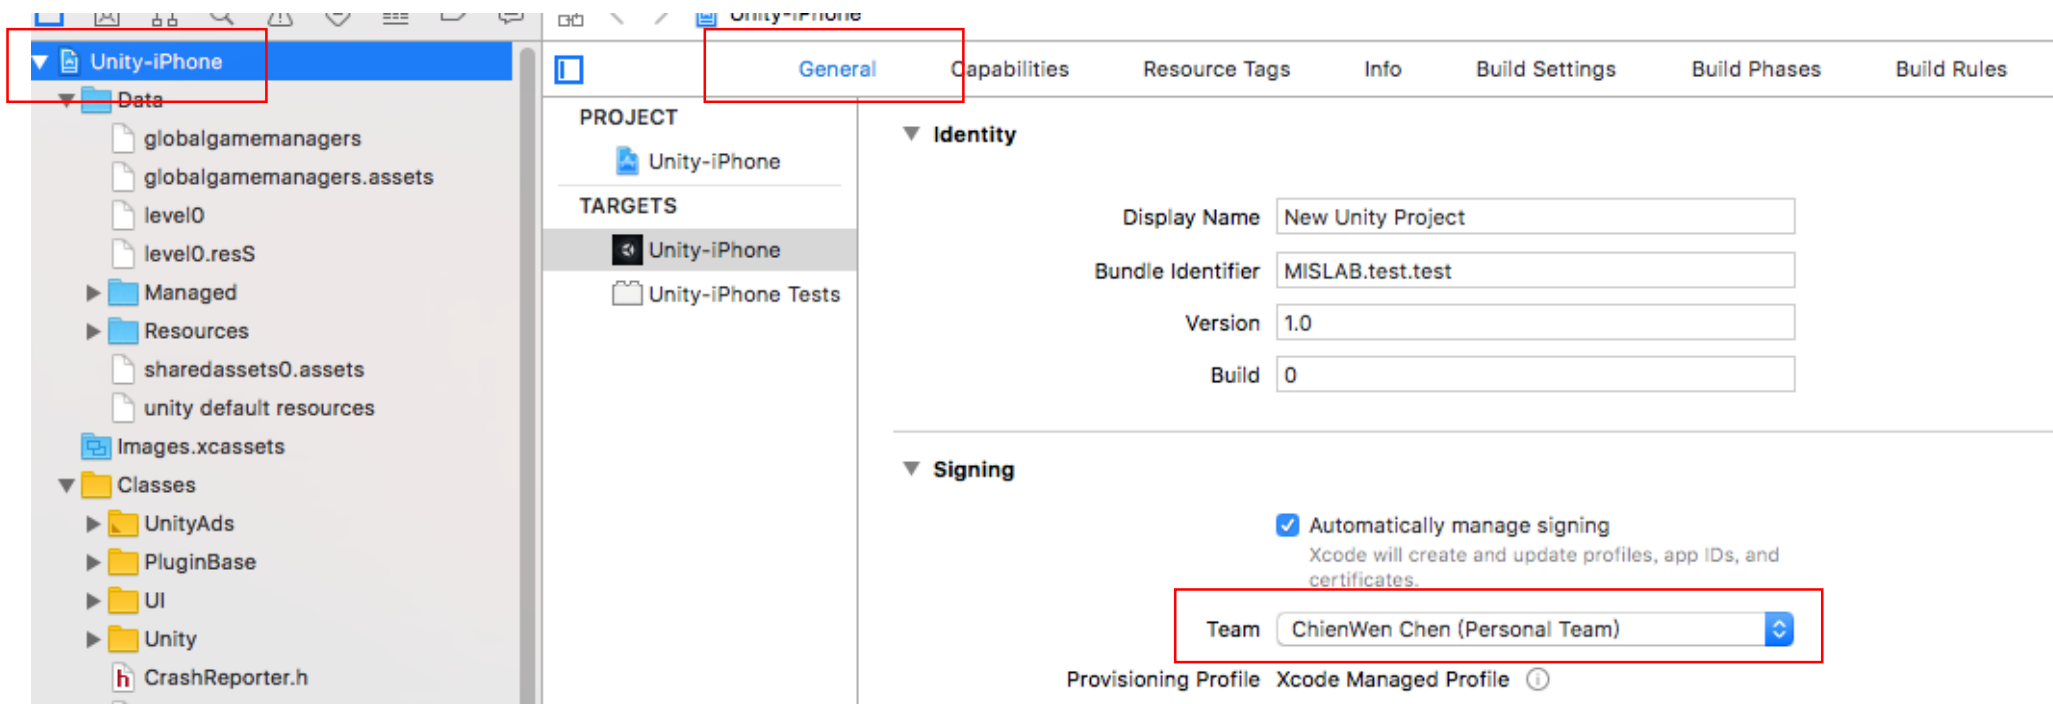 Unity-iPhone
Unity-iPhone
Data
globalgamemanagers
globalgamemanagers.assets
level0
level0.resS
Managed
Resources
sharedassets0.assets
unity default resources
Images.xcassets
Classes
UnityAds
PluginBase
UI
Unity
CrashReporter.h
General Capabilities Resource Tags Info Build Settings Build Phases Build Rules
PROJECT
Unity-iPhone
TARGETS
Unity-iPhone
Unity-iPhone Tests
Identity
Display Name New Unity Project
Bundle Identifier MISLAB.test.test
Version 1.0
Build 0
Signing
Automatically manage signing
Xcode will create and update profiles, app IDs, and
certificates.
Team ChienWen Chen (Personal Team)
Provisioning Profile Xcode Managed Profile